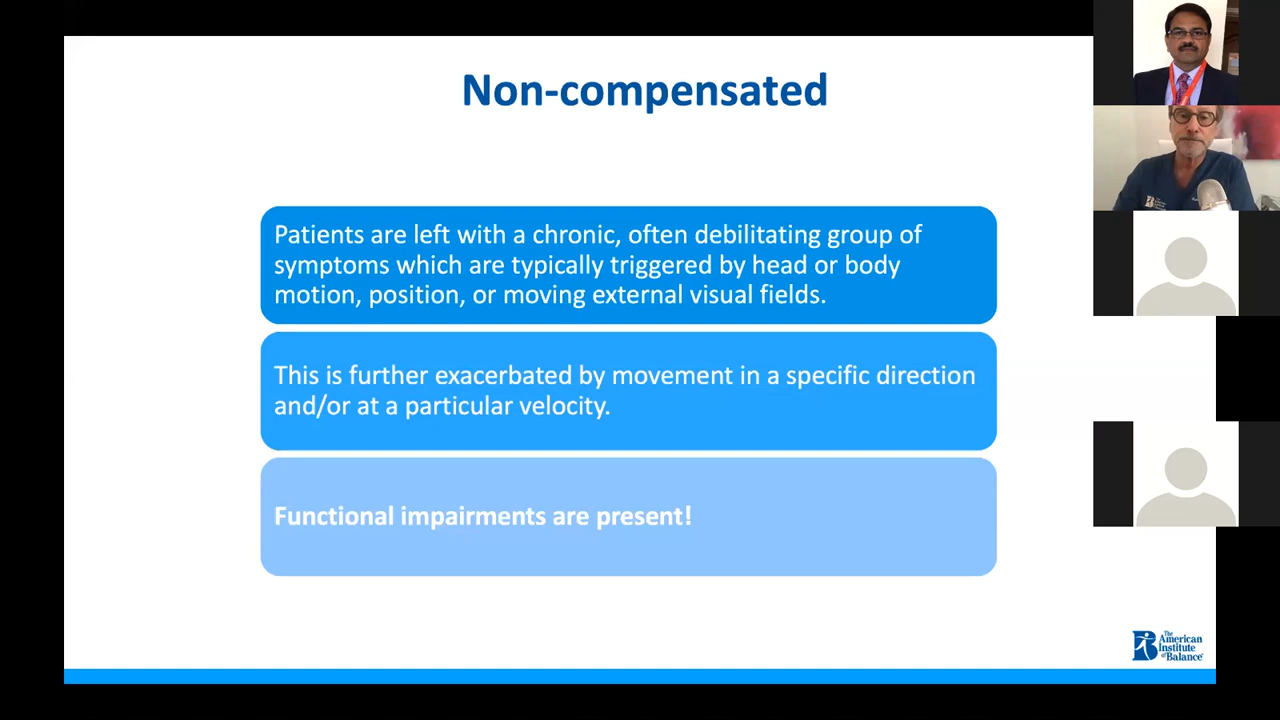 Non-compensated
Patients are left with a chronic, often debilitating group of
symptoms which are typically triggered by head or body
motion, position, or moving external visual fields.
This is further exacerbated by movement in a specific direction
and/or at a particular velocity.
Functional impairments are present!
The
American
Institute
of Balance